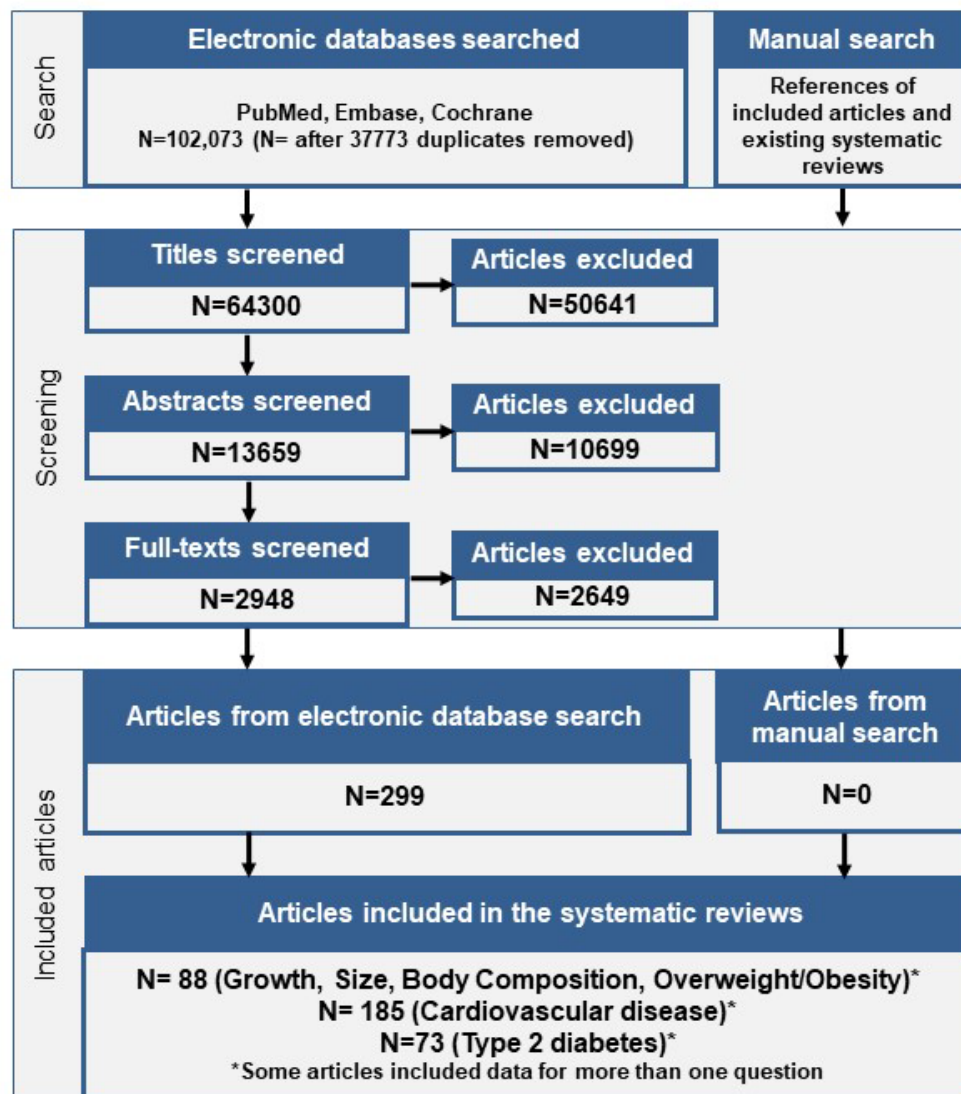 Search
Electronic databases searched
PubMed, Embase, Cochrane
N=102,073 (N= after 37773 duplicates removed)
Manual search
References of
included articles and
existing systematic
reviews
Screening
Titles screened
N=64300
Articles excluded
N=50641
Abstracts screened
N=13659
Articles excluded
N=10699
Full-texts screened
N=2948
Articles excluded
N=2649
Included articles
Articles from electronic database search
N=299
Articles from
manual search
N=0
Articles included in the systematic reviews
N= 88 (Growth, Size, Body Composition, Overweight/Obesity)*
N= 185 (Cardiovascular disease)*
N=73 (Type 2 diabetes)*
*Some articles included data for more than one question